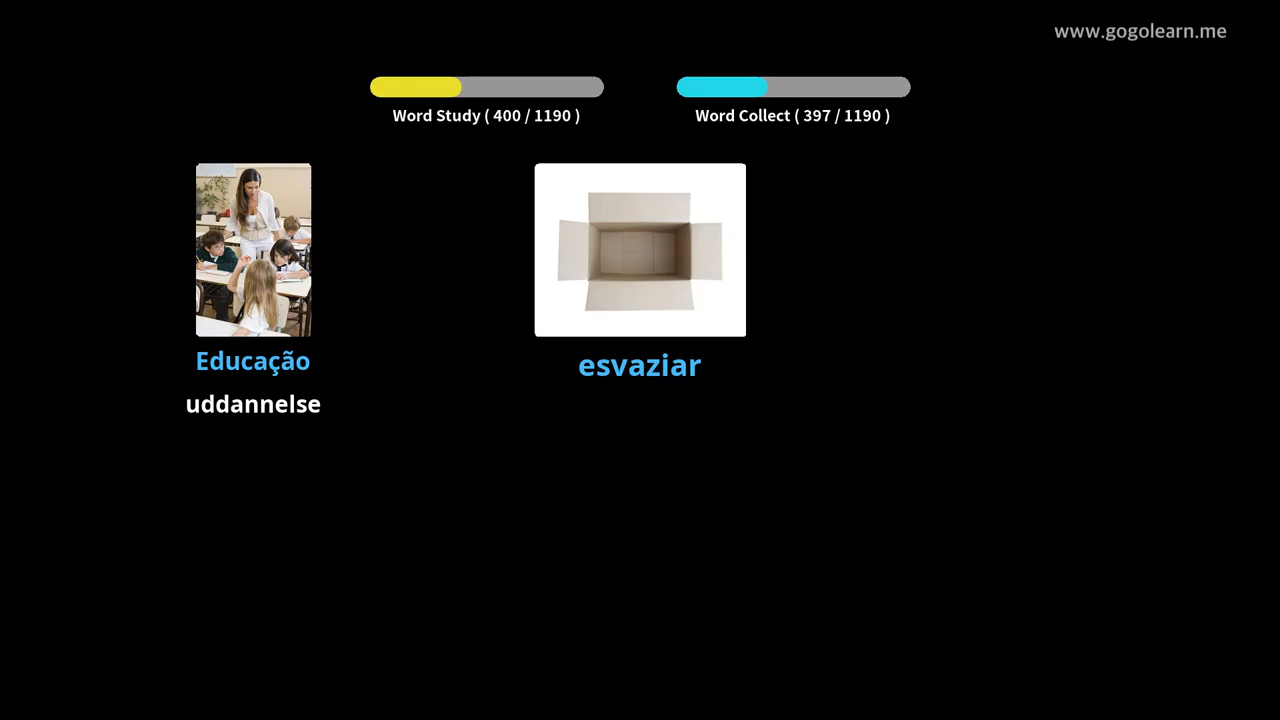 www.gogolearn.me
Word Study ( 400 / 1190 )
Word Collect ( 397 / 1190 )
Educação
uddannelse
esvaziar